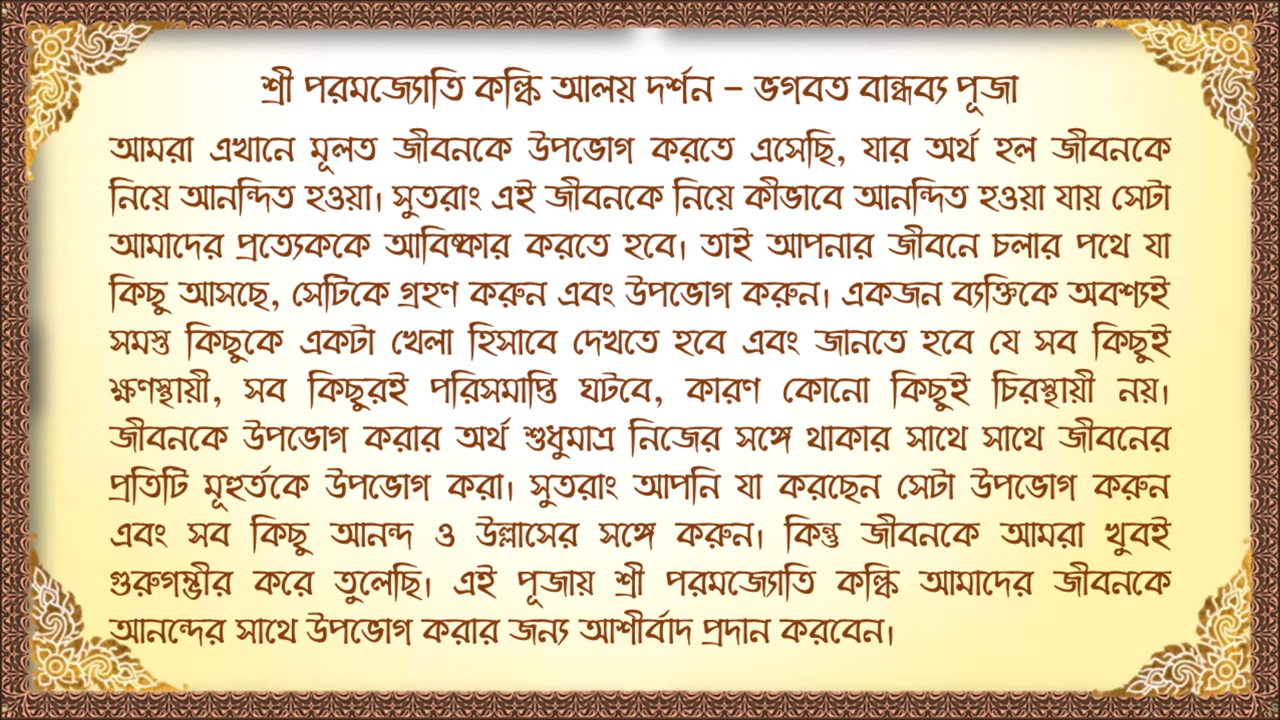 শ্রী পরমজ্যোতি কল্কি আলয় দর্শন – ভগবত বান্ধব্য পূজা
আমরা এখানে মূলত জীবনকে উপভোগ করতে এসেছি, যার অর্থ হল জীবনকে
নিয়ে আনন্দিত হওয়া। সুতরাং এই জীবনকে নিয়ে কীভাবে আনন্দিত হওয়া যায় সেটা
আমাদের প্রত্যেককে আবিষ্কার করতে হবে। তাই আপনার জীবনে চলার পথে যা
কিছু আসছে, সেটিকে গ্রহণ করুন এবং উপভোগ করুন। একজন ব্যক্তিকে অবশ্যই
সমস্ত কিছুকে একটা খেলা হিসাবে দেখতে হবে এবং জানতে হবে যে সব কিছুই
ক্ষণস্থায়ী, সব কিছুরই পরিসমাপ্তি ঘটবে, কারণ কোনো কিছুই চিরস্থায়ী নয়।
জীবনকে উপভোগ করার অর্থ শুধুমাত্র নিজের সঙ্গে থাকার সাথে সাথে জীবনের
প্রতিটি মূহুর্তকে উপভোগ করা। সুতরাং আপনি যা করছেন সেটা উপভোগ করুন
এবং সব কিছু আনন্দ ও উল্লাসের সঙ্গে করুন। কিন্তু জীবনকে আমরা খুবই
গুরুগম্ভীর করে তুলেছি। এই পূজায় শ্রী পরমজ্যোতি কল্কি আমাদের জীবনকে
আনন্দের সাথে উপভোগ করার জন্য আশীর্বাদ প্রদান করবেন।